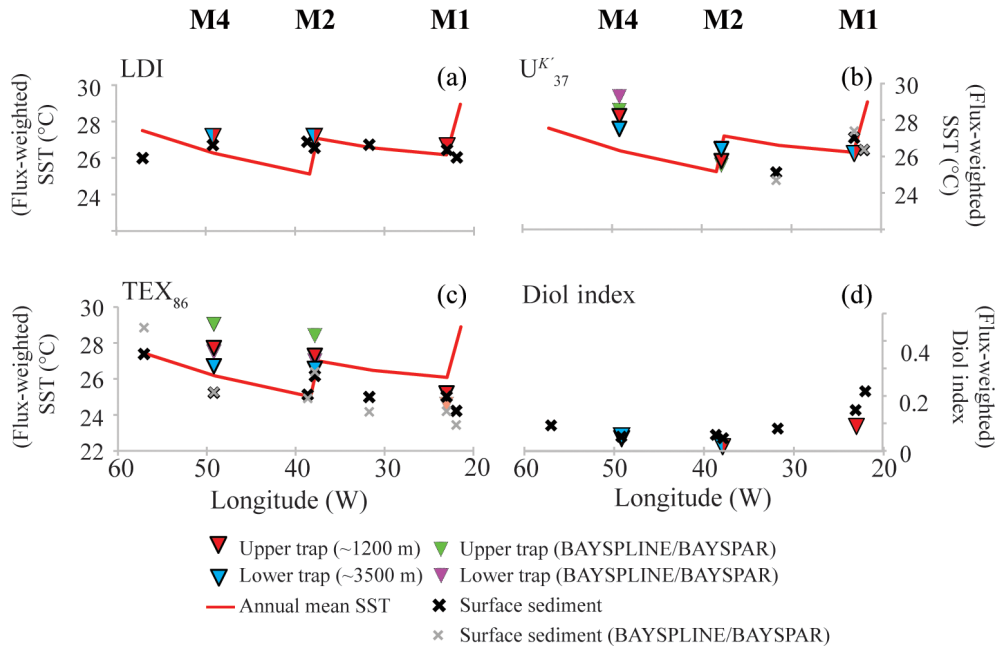 M4 M2 M1 M4 M2 M1
LDI (a)
(Flux-weighted)
SST (°C)
30
28
26
24
U^K'_37 (b)
30
28
26
24
(Flux-weighted)
SST (°C)
TEX86 (c)
(Flux-weighted)
SST (°C)
30
28
26
24
22
60 50 40 30 20
Longitude (W)
Diol index (d)
0.4
0.2
0
(Flux-weighted)
Diol index
60 50 40 30 20
Longitude (W)
Upper trap (~1200 m)
Lower trap (~3500 m)
Annual mean SST
Upper trap (BAYSPLINE/BAYSPAR)
Lower trap (BAYSPLINE/BAYSPAR)
Surface sediment
Surface sediment (BAYSPLINE/BAYSPAR)